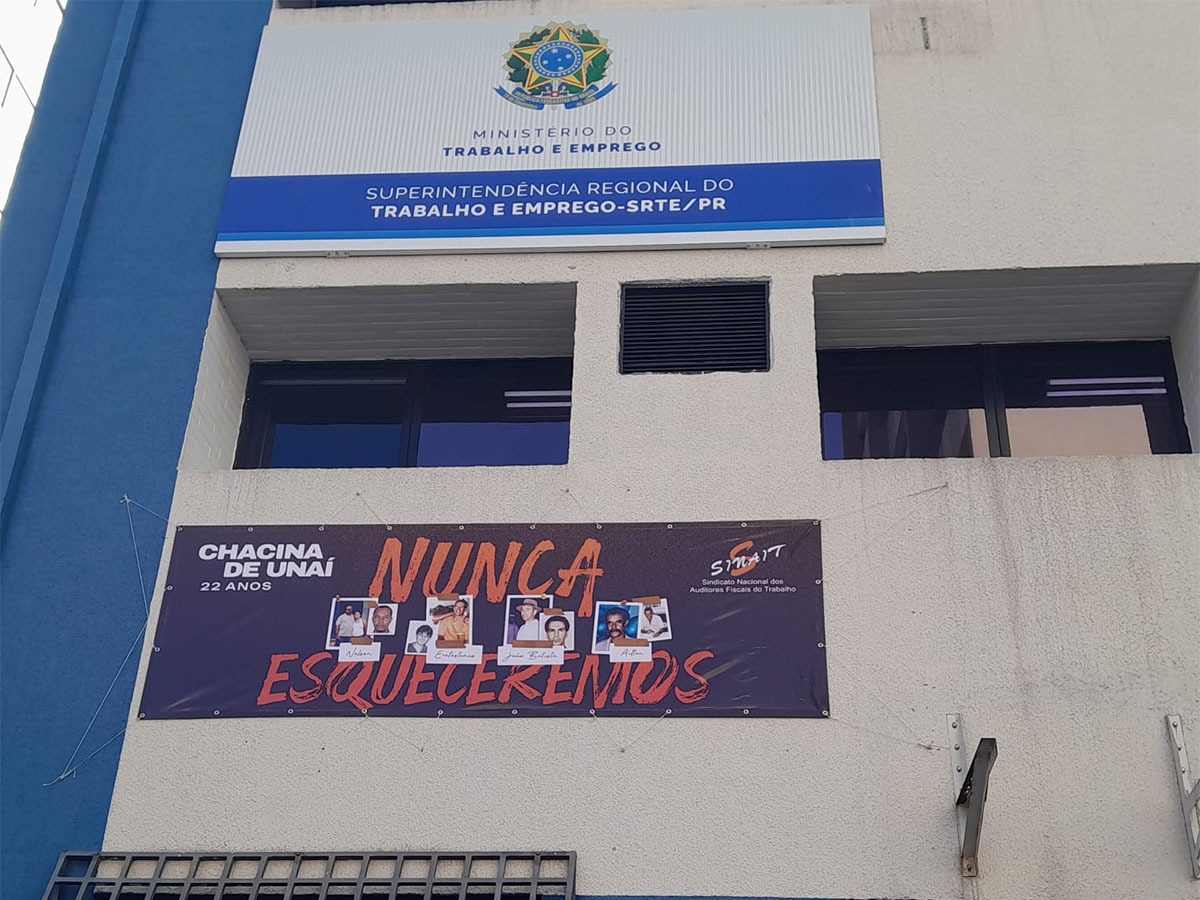 MINISTÉRIO DO
TRABALHO E EMPREGO
SUPERINTENDÊNCIA REGIONAL DO
TRABALHO E EMPREGO-SRTE/PR
CHACINA
DE UNAÍ
22 ANOS
NUNCA
ESQUECEREMOS
SINAIT
Sindicato Nacional dos
Auditores Fiscais do Trabalho
Nelson
Eratóstenes
João Batista
Ailton